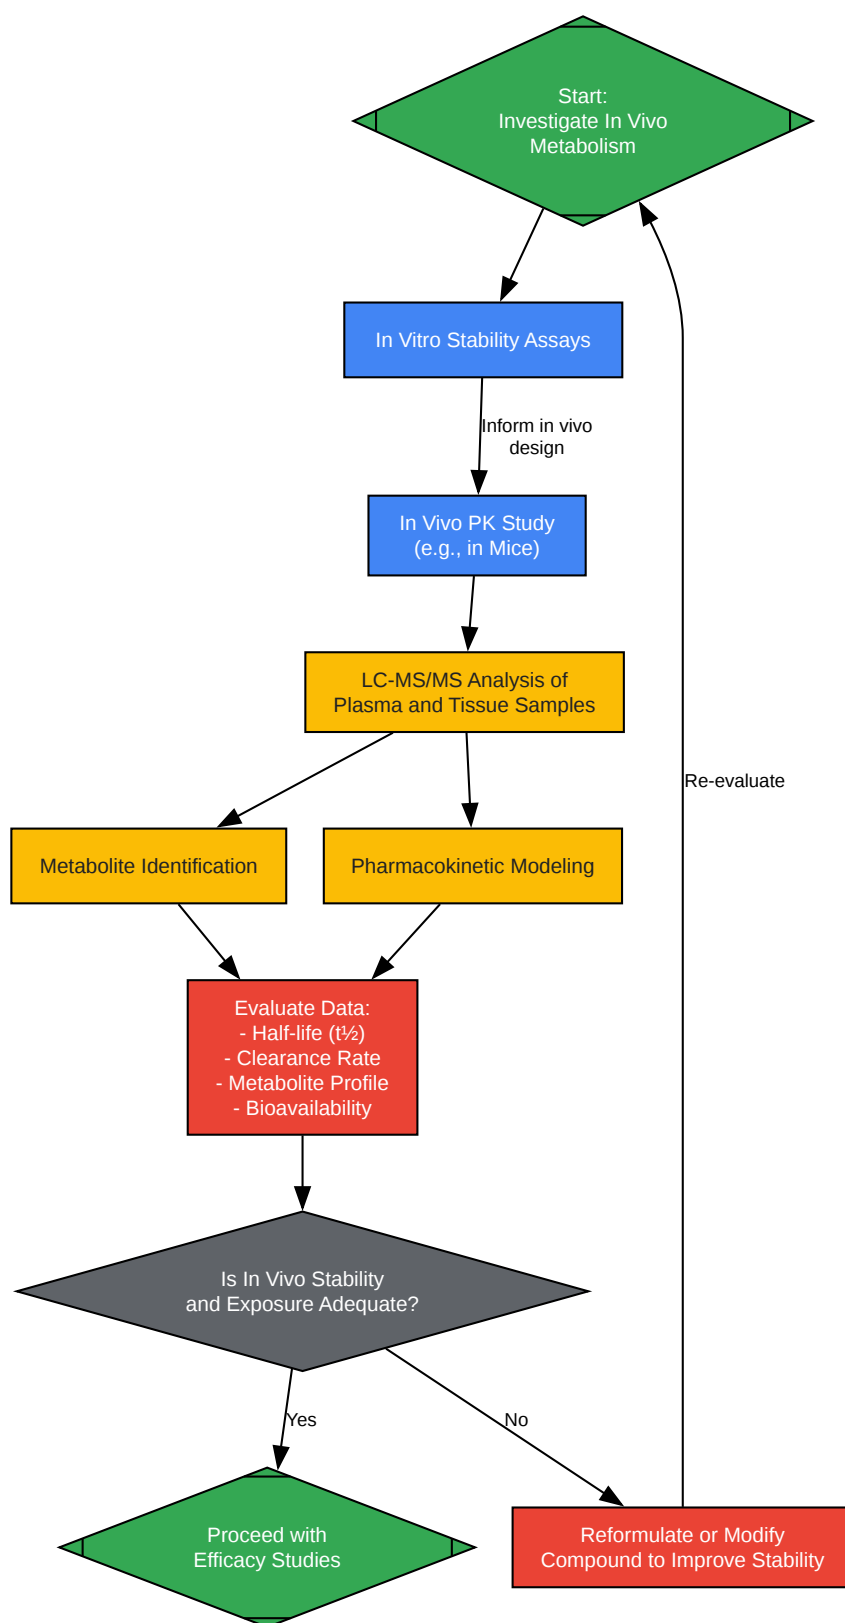 Start:
Investigate In Vivo
Metabolism
In Vitro Stability Assays
Inform in vivo
design
In Vivo PK Study
(e.g., in Mice)
LC-MS/MS Analysis of
Plasma and Tissue Samples
Re-evaluate
Metabolite Identification
Pharmacokinetic Modeling
Evaluate Data:
- Half-life (t½)
- Clearance Rate
- Metabolite Profile
- Bioavailability
Is In Vivo Stability
and Exposure Adequate?
Yes
No
Proceed with
Efficacy Studies
Reformulate or Modify
Compound to Improve Stability